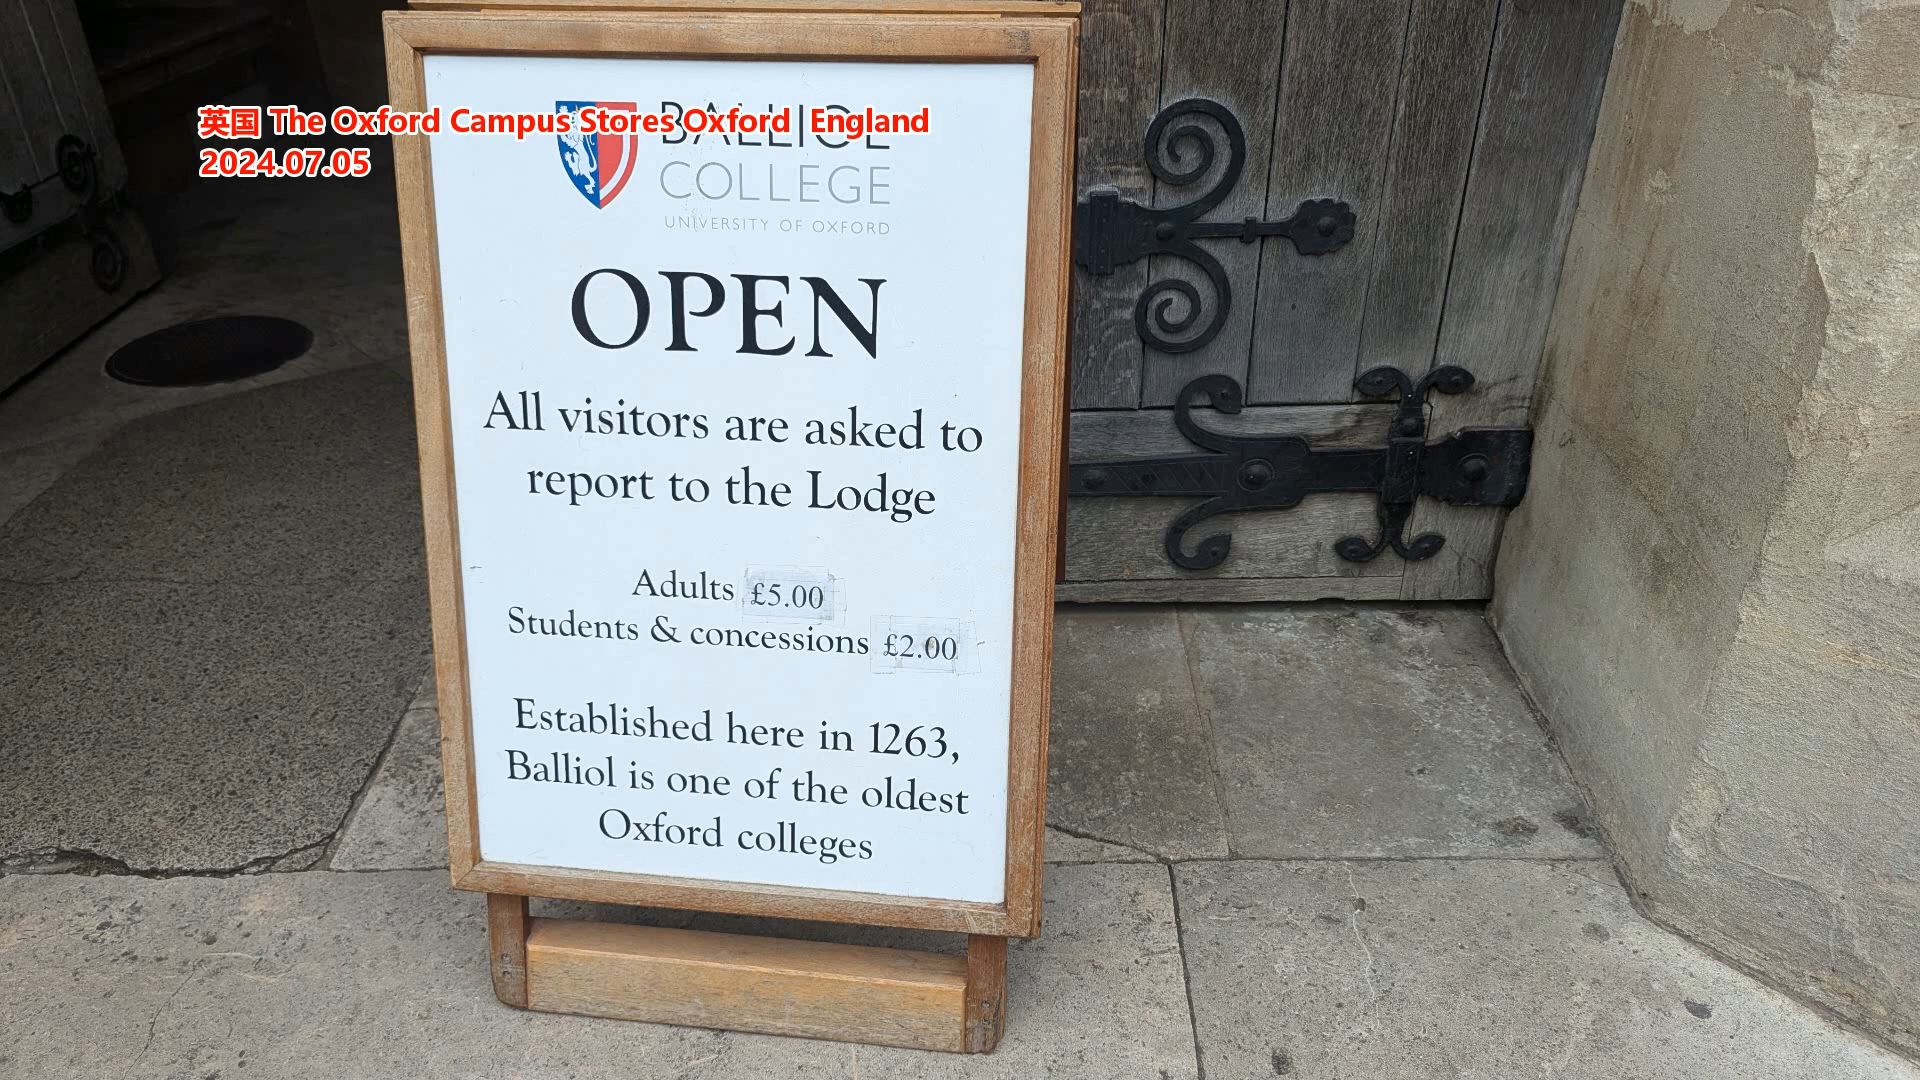 英国 The Oxford Campus Stores Oxford England
2024.07.05
BALLIOL
COLLEGE
UNIVERSITY OF OXFORD
OPEN
All visitors are asked to
report to the Lodge
Adults £5.00
Students & concessions £2.00
Established here in 1263,
Balliol is one of the oldest
Oxford colleges